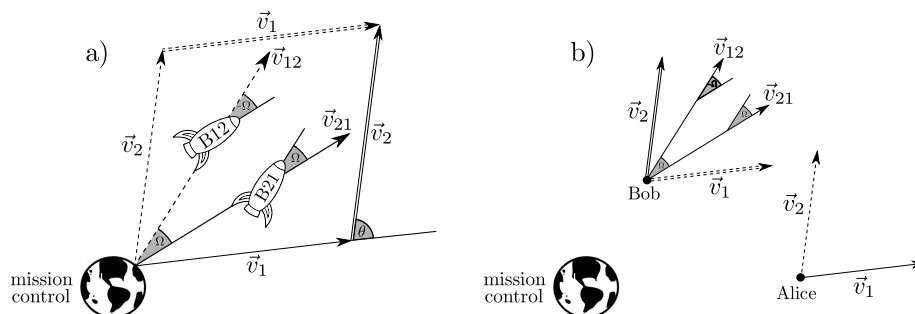 a)
v⃗₁
v⃗₁₂
-Ω
B12
v⃗₂
v⃗₂₁
Ω
B21
v⃗₂
Ω
θ
v⃗₁
mission
control
b)
v⃗₁₂
-Ω
v⃗₂₁
v⃗₂
Ω
Ω
Bob
v⃗₁
v⃗₂
mission
control
Alice
v⃗₁